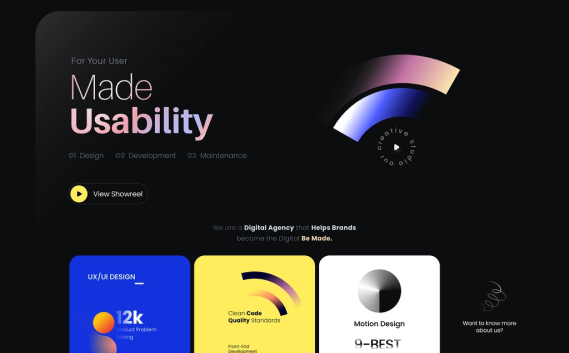 For Your User
Made
Usability
01 Design 02 Development 03 Maintenance
View Showreel
creative studio our
We are a Digital Agency that Helps Brands
become the Digital Be Made.
UX/UI DESIGN
12k
Product Problem
Solving
Clean Code
Quality Standards
Front-End
Development
Motion Design
9-BEST
Want to know more
about us?